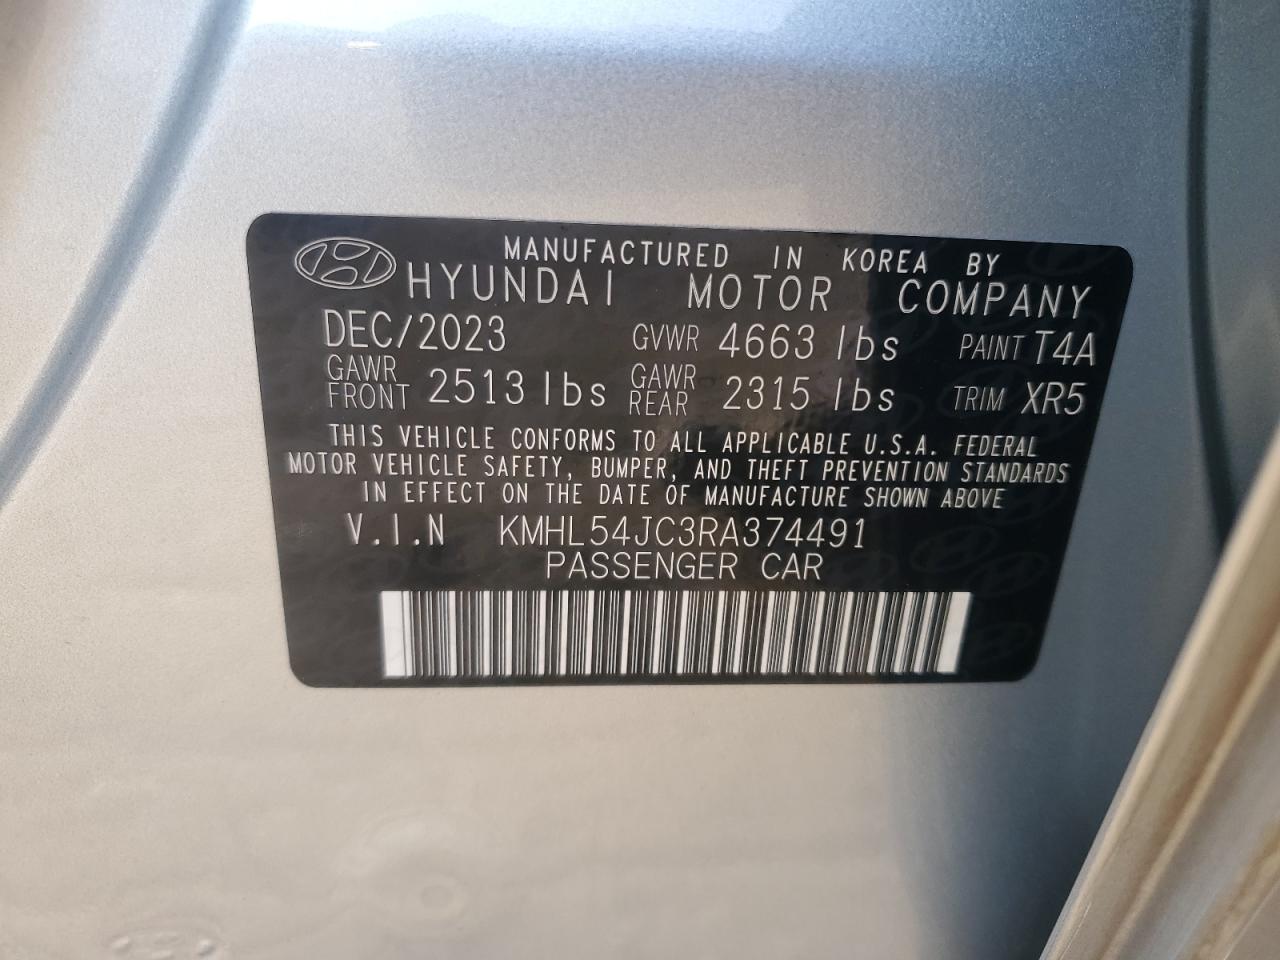 MANUFACTURED IN KOREA BY
HYUNDAI MOTOR COMPANY
DEC/2023 GVWR 4663 lbs PAINT T4A
GAWR FRONT 2513 lbs GAWR REAR 2315 lbs TRIM XR5
THIS VEHICLE CONFORMS TO ALL APPLICABLE U.S.A. FEDERAL
MOTOR VEHICLE SAFETY, BUMPER, AND THEFT PREVENTION STANDARDS
IN EFFECT ON THE DATE OF MANUFACTURE SHOWN ABOVE
V.I.N KMHL54JC3RA374491
PASSENGER CAR